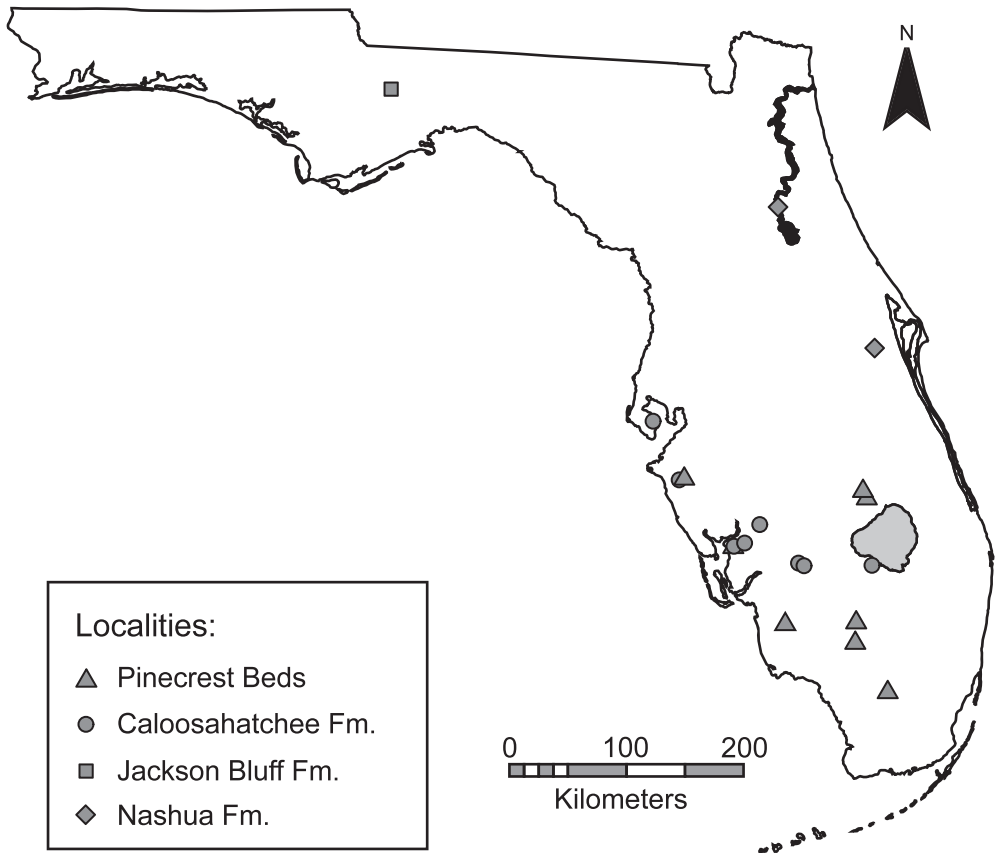 N
Localities:
Pinecrest Beds
Caloosahatchee Fm.
Jackson Bluff Fm.
Nashua Fm.
0 100 200
Kilometers